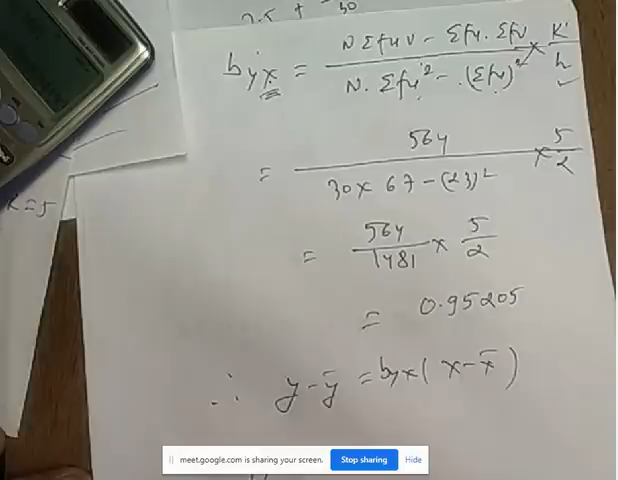 30
byx = N Σfuv - Σfu. Σfv / N. Σfu² - (Σfu)² × K / h
= 564 / 30 × 67 - (23)² × 5 / 2
K = 5
= 564 / 1481 × 5 / 2
= 0.95205
∴ y - ȳ = byx ( x - x̄ )
meet.google.com is sharing your screen. Stop sharing Hide